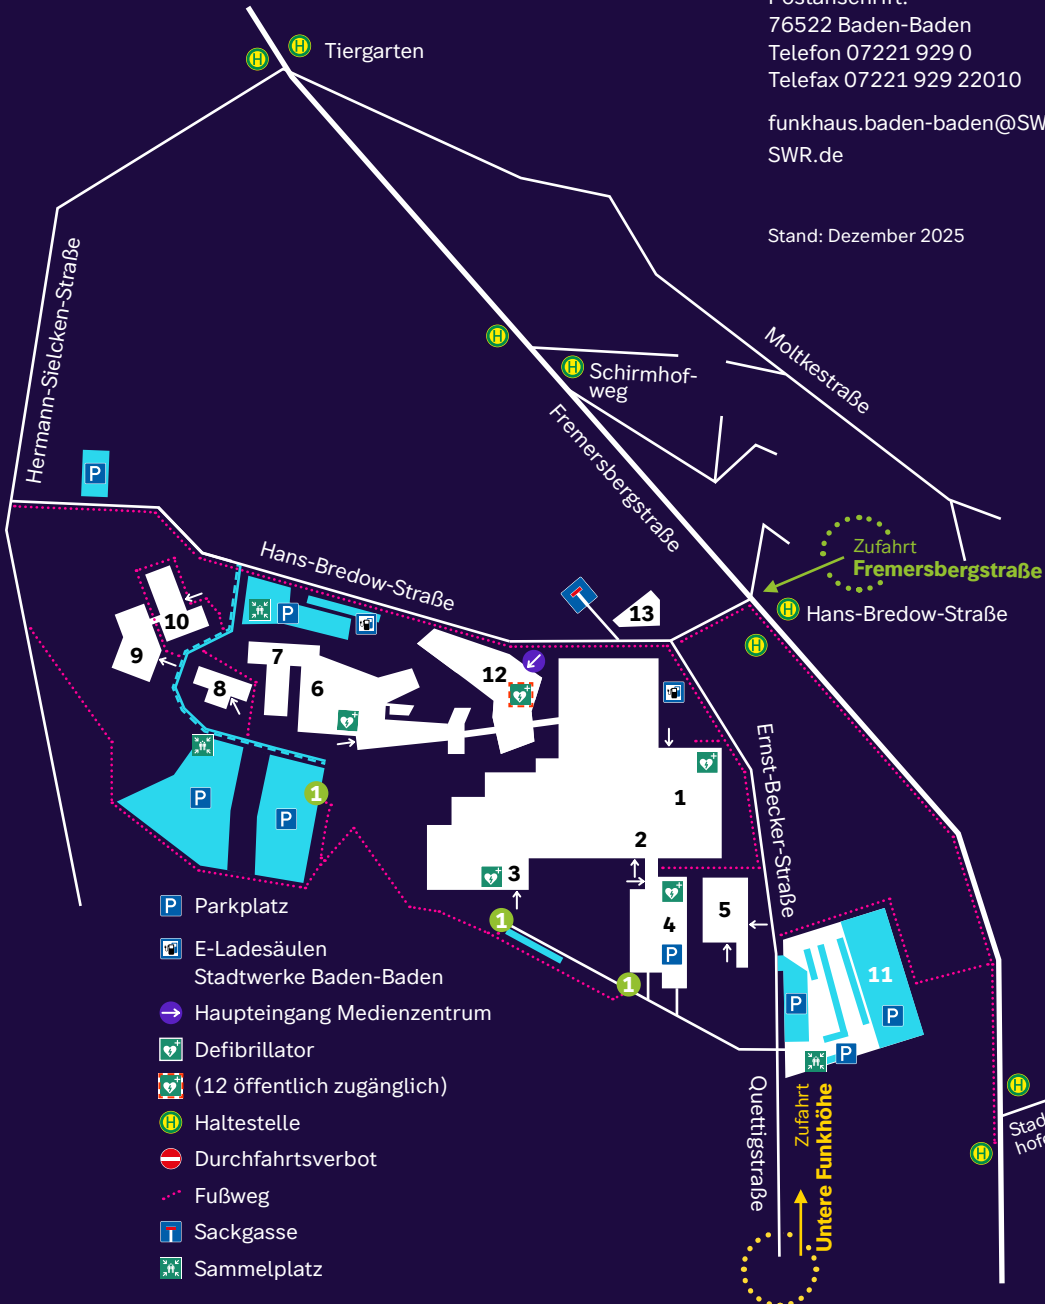 Postanschrift:
76522 Baden-Baden
Telefon 07221 929 0
Telefax 07221 929 22010
funkhaus.baden-baden@SW
SWR.de
Stand: Dezember 2025
H
H
Tiergarten
Hermann-Sielcken-Straße
H
H
Schirmhof-
weg
Moltkestraße
Fremersbergstraße
P
Zufahrt
Fremersbergstraße
Hans-Bredow-Straße
H
Hans-Bredow-Straße
H
13
P
10
9
8
7
6
12
1
2
3
4
P
5
Ernst-Becker-Straße
P
P
1
1
1
11
P
P
P
H
H
Stad
hofe
Quettigstraße
Zufahrt
Untere Funkhöhe
P Parkplatz
E-Ladesäulen
Stadtwerke Baden-Baden
Haupteingang Medienzentrum
Defibrillator
(12 öffentlich zugänglich)
H Haltestelle
Durchfahrtsverbot
Fußweg
Sackgasse
Sammelplatz